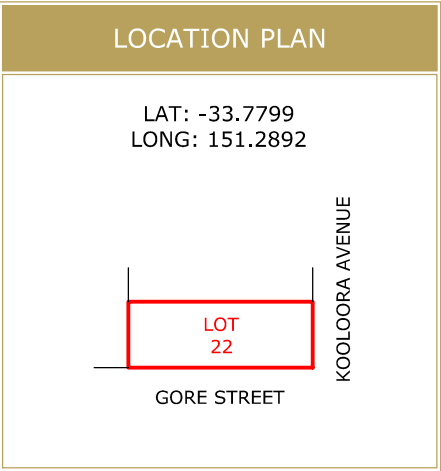 LOCATION PLAN
LAT: -33.7799
LONG: 151.2892
KOOLOORA AVENUE
LOT
22
GORE STREET